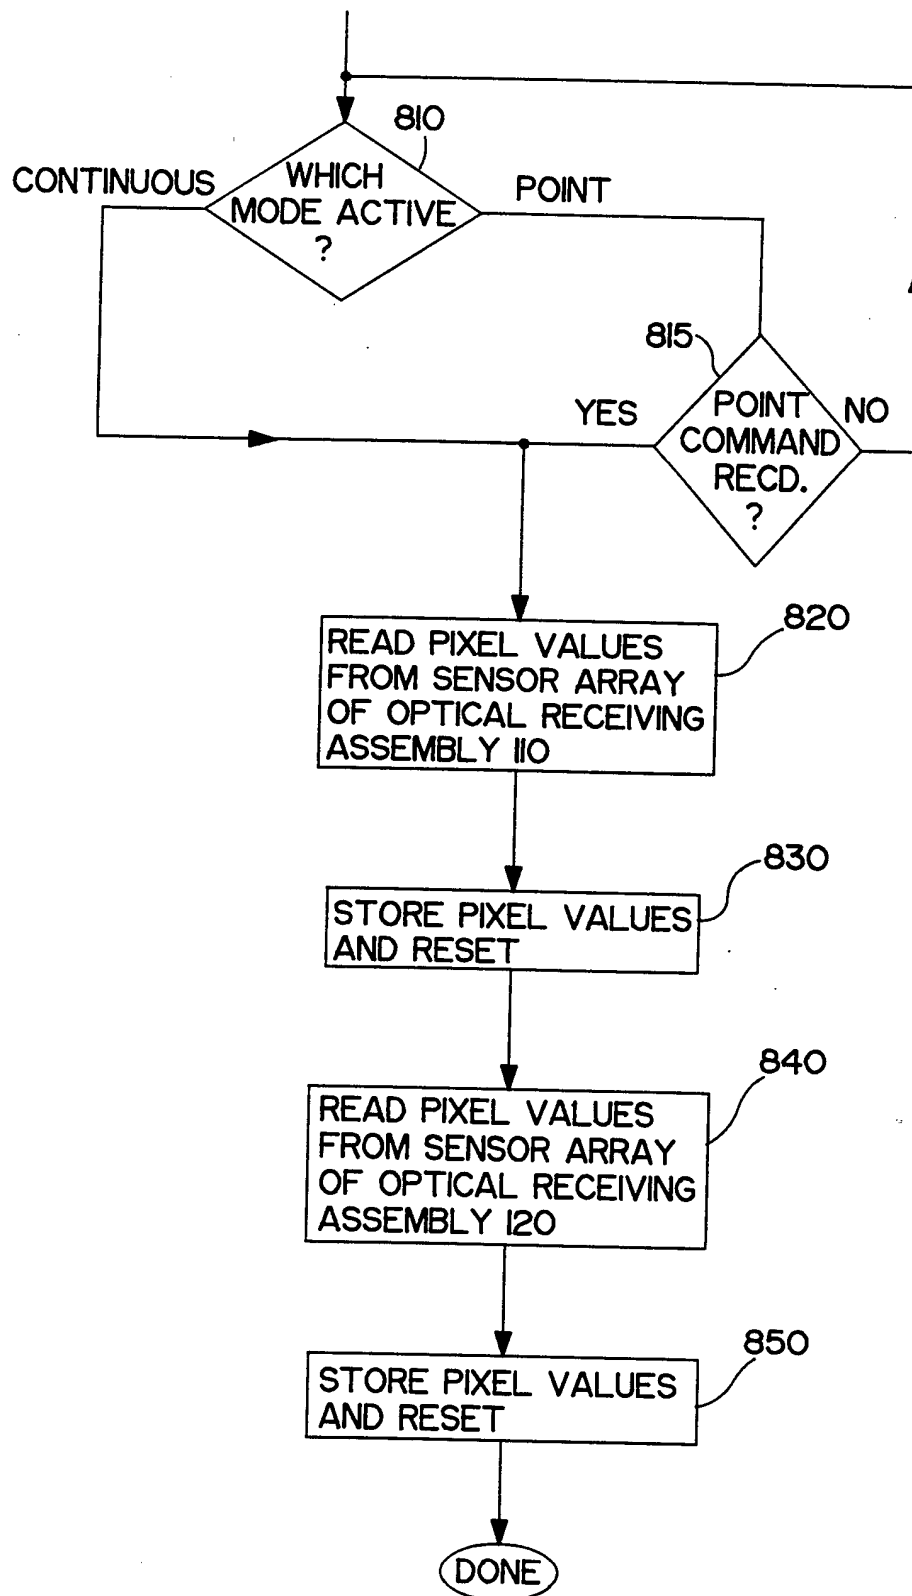 810
CONTINUOUS
WHICH
MODE ACTIVE
?
POINT
815
YES
POINT
COMMAND
RECD.
?
NO
820
READ PIXEL VALUES
FROM SENSOR ARRAY
OF OPTICAL RECEIVING
ASSEMBLY 110
830
STORE PIXEL VALUES
AND RESET
840
READ PIXEL VALUES
FROM SENSOR ARRAY
OF OPTICAL RECEIVING
ASSEMBLY 120
850
STORE PIXEL VALUES
AND RESET
DONE